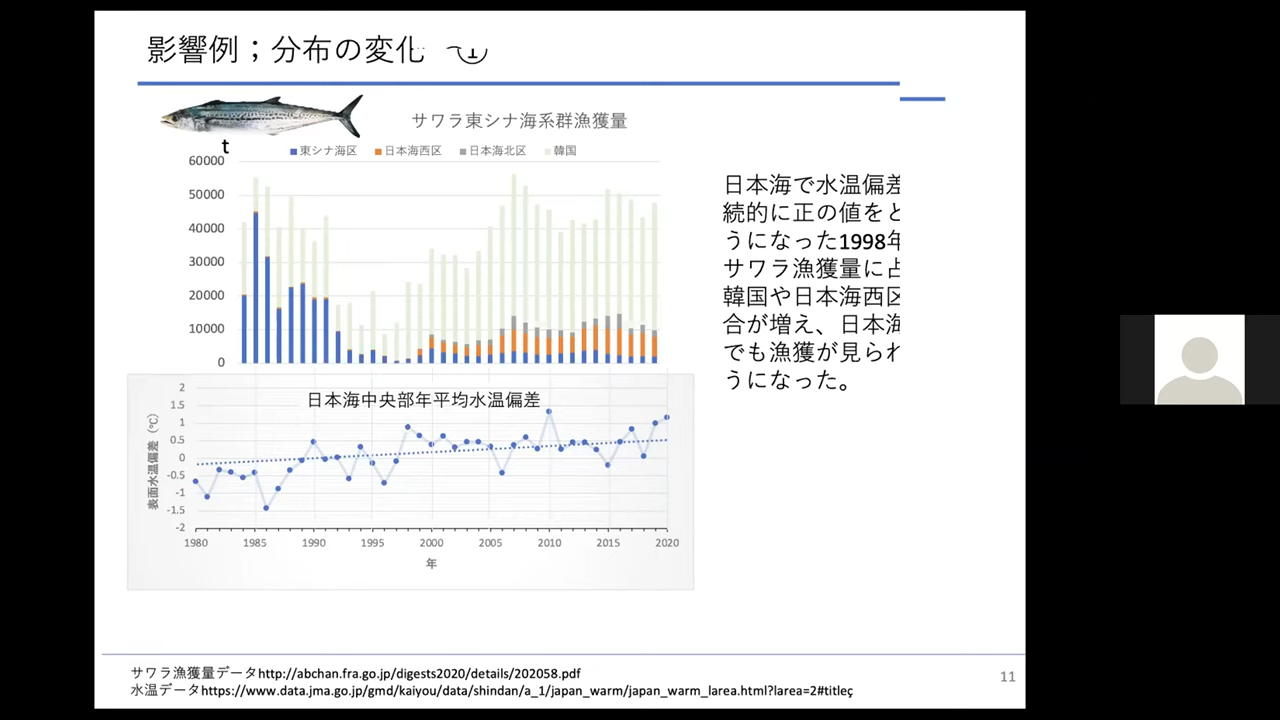 影響例；分布の変化
サワラ東シナ海系群漁獲量
t
東シナ海区 日本海西区 日本海北区 韓国
60000
50000
40000
30000
20000
10000
0
日本海で水温偏差
続的に正の値をと
うになった1998年
サワラ漁獲量に占
韓国や日本海西区
合が増え、日本海
でも漁獲が見られ
うになった。
日本海中央部年平均水温偏差
表面水温偏差（℃）
2
1.5
1
0.5
0
-0.5
-1
-1.5
-2
1980 1985 1990 1995 2000 2005 2010 2015 2020
年
サワラ漁獲量データhttp://abchan.fra.go.jp/digests2020/details/202058.pdf
水温データhttps://www.data.jma.go.jp/gmd/kaiyou/data/shindan/a_1/japan_warm/japan_warm_larea.html?larea=2#titleç
11